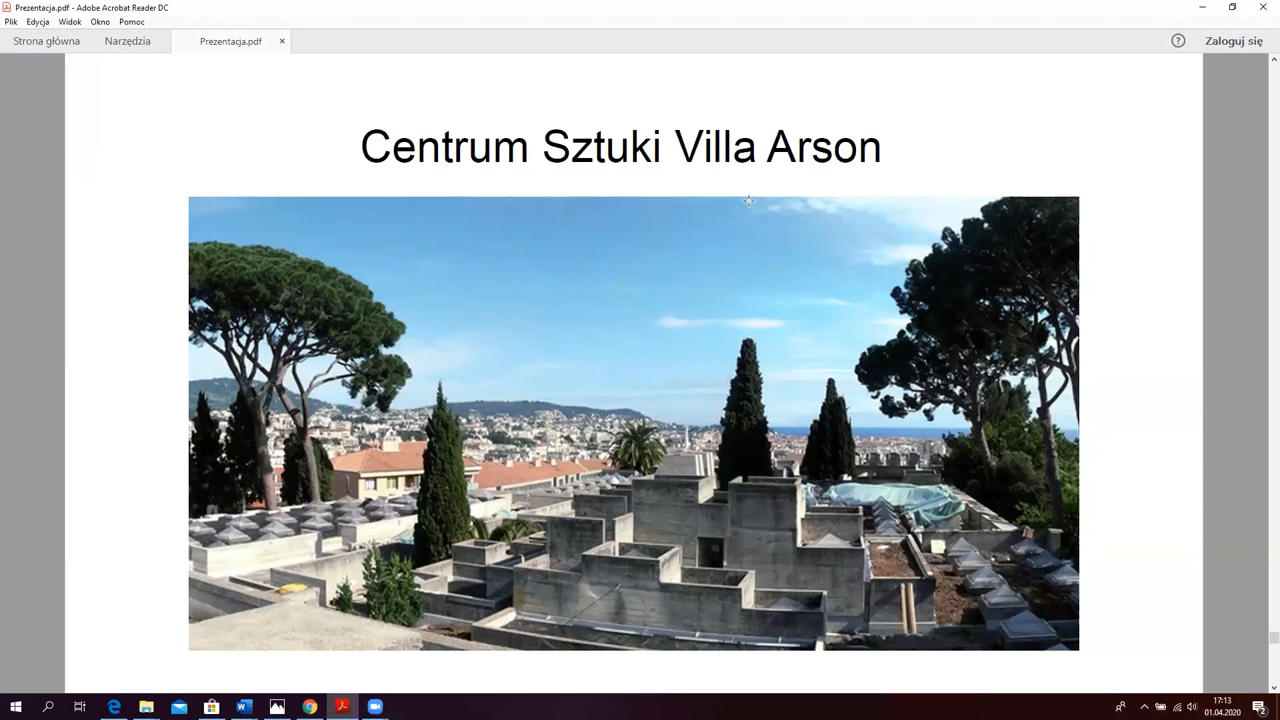 Prezentacja.pdf - Adobe Acrobat Reader DC
Plik Edycja Widok Okno Pomoc
Strona główna Narzędzia Prezentacja.pdf Zaloguj się
Centrum Sztuki Villa Arson
17:13
01.04.2020
2